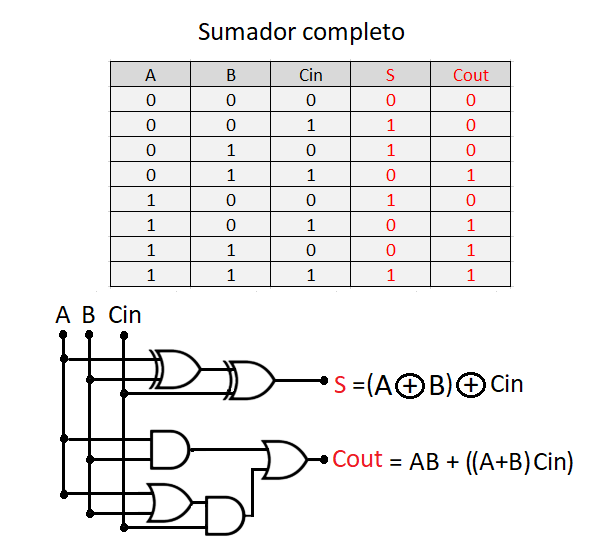 Sumador completo
A B Cin S Cout
0 0 0 0 0
0 0 1 1 0
0 1 0 1 0
0 1 1 0 1
1 0 0 1 0
1 0 1 0 1
1 1 0 0 1
1 1 1 1 1
A B Cin
S =(A⊕B)⊕Cin
Cout = AB + ((A+B)Cin)